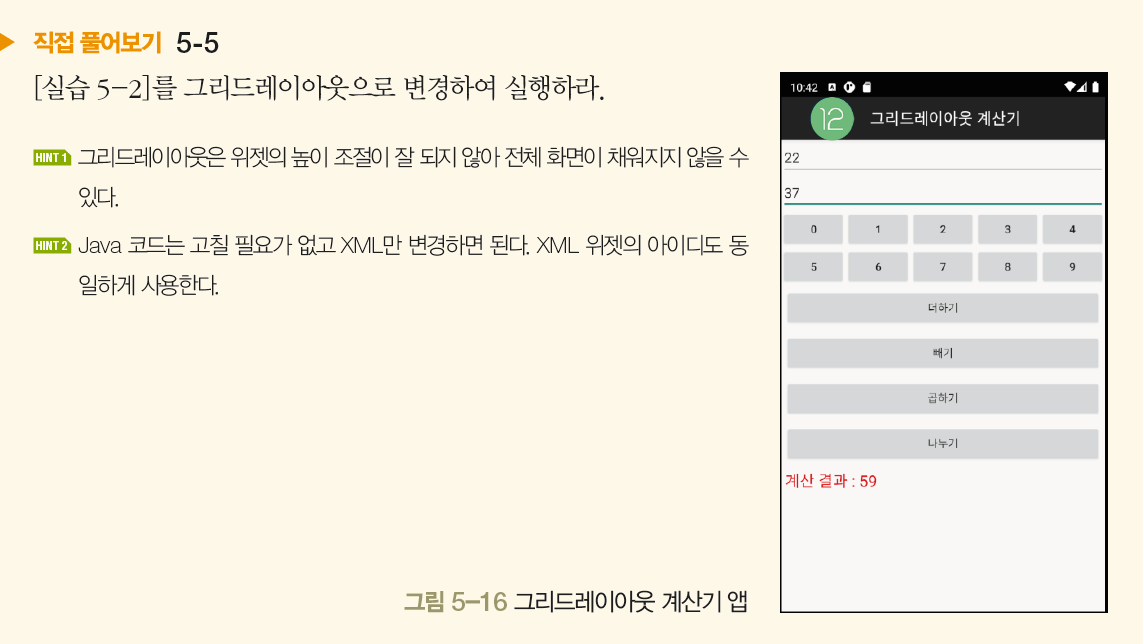 직접 풀어보기 5-5
[실습 5-2]를 그리드레이아웃으로 변경하여 실행하라.
HINT 1 그리드레이아웃은 위젯의 높이 조절이 잘 되지 않아 전체 화면이 채워지지 않을 수
있다.
HINT 2 Java 코드는 고칠 필요가 없고 XML만 변경하면 된다. XML 위젯의 아이디도 동
일하게 사용한다.
10:42
12 그리드레이아웃 계산기
22
37
0 1 2 3 4
5 6 7 8 9
더하기
빼기
곱하기
나누기
계산 결과 : 59
그림 5-16 그리드레이아웃 계산기 앱